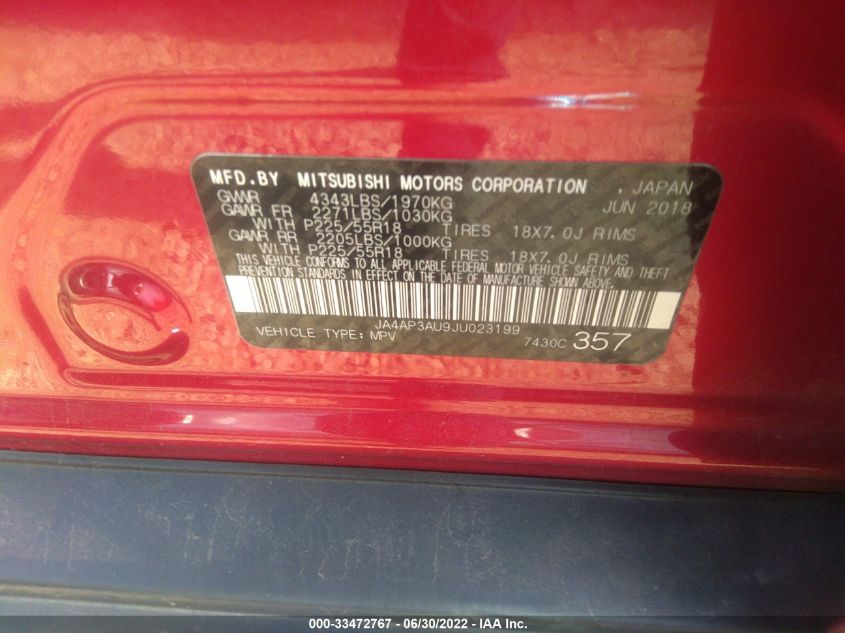 MFD.BY MITSUBISHI MOTORS CORPORATION . JAPAN
GVWR 4343LBS/1970KG JUN 2018
GAWR FR 2271LBS/1030KG
WITH P225/55R18 TIRES 18X7.0J RIMS
GAWR RR 2205LBS/1000KG
WITH P225/55R18 TIRES 18X7.0J RIMS
THIS VEHICLE CONFORMS TO ALL APPLICABLE FEDERAL MOTOR VEHICLE SAFETY AND THEFT
PREVENTION STANDARDS IN EFFECT ON THE DATE OF MANUFACTURE SHOWN ABOVE.
JA4AP3AU9JU023199
VEHICLE TYPE: MPV 7430C 357
000-33472767 - 06/30/2022 - IAA Inc.